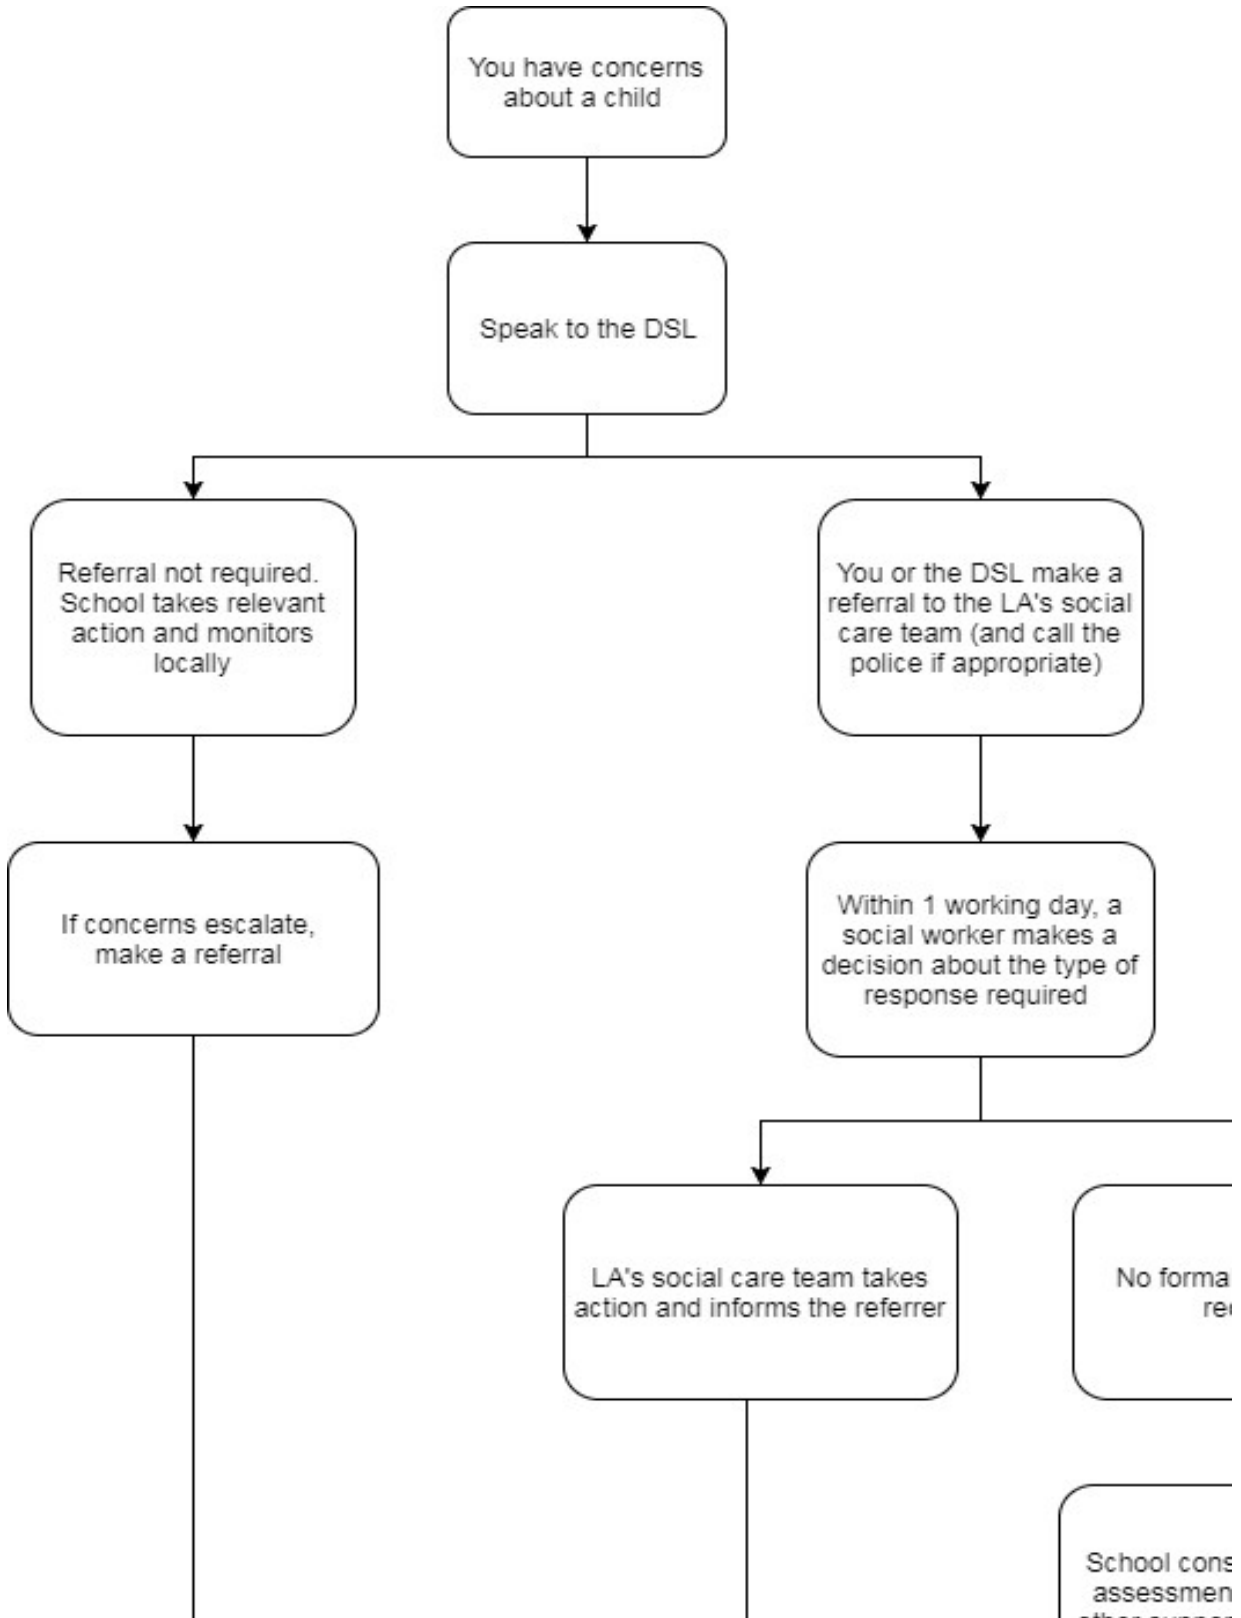 You have concerns
about a child
Speak to the DSL
Referral not required.
School takes relevant
action and monitors
locally
You or the DSL make a
referral to the LA's social
care team (and call the
police if appropriate)
If concerns escalate,
make a referral
Within 1 working day, a
social worker makes a
decision about the type of
response required
LA's social care team takes
action and informs the referrer
No
School